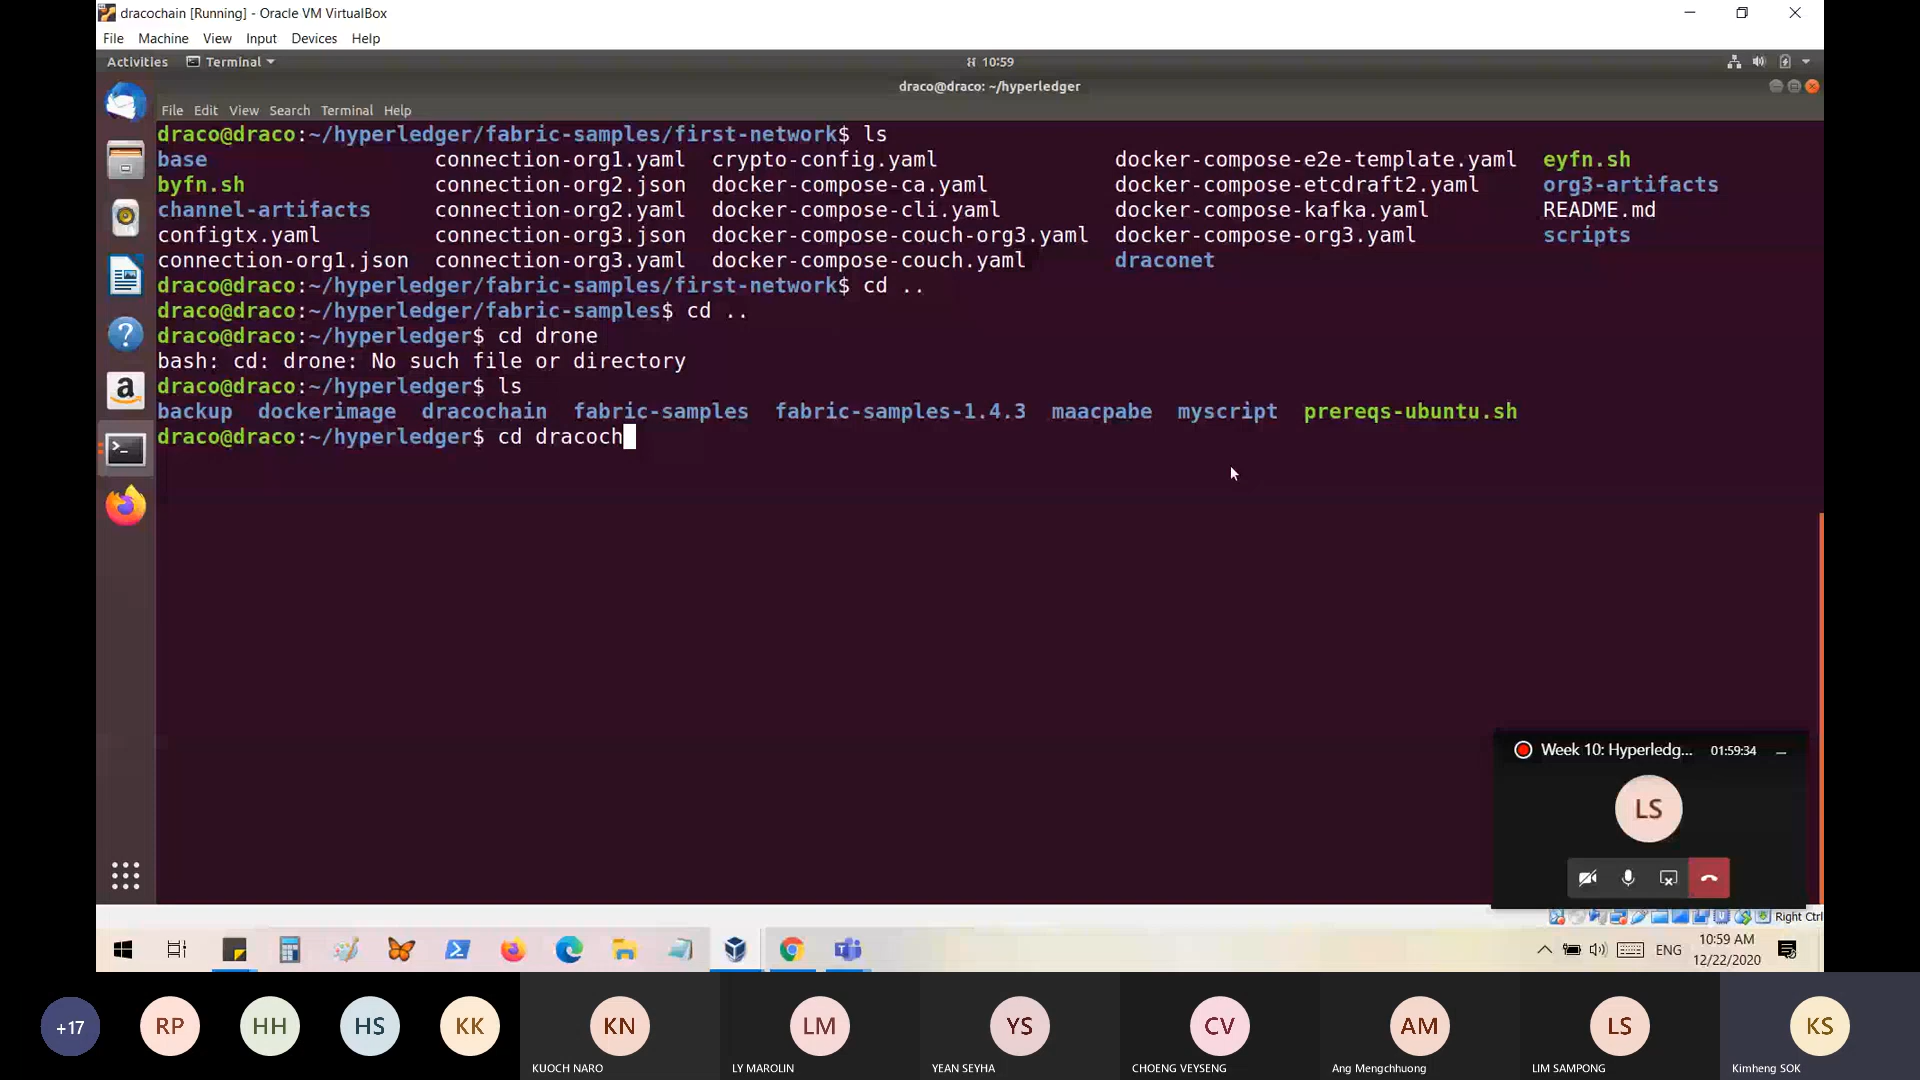 dracochain [Running] - Oracle VM VirtualBox
File Machine View Input Devices Help
Activities Terminal 10:59
draco@draco: ~/hyperledger
File Edit View Search Terminal Help
draco@draco:~/hyperledger/fabric-samples/first-network$ ls
base connection-org1.yaml crypto-config.yaml docker-compose-e2e-template.yaml eyfn.sh
byfn.sh connection-org2.json docker-compose-ca.yaml docker-compose-etcdraft2.yaml org3-artifacts
channel-artifacts connection-org2.yaml docker-compose-cli.yaml docker-compose-kafka.yaml README.md
configtx.yaml connection-org3.json docker-compose-couch-org3.yaml docker-compose-org3.yaml scripts
connection-org1.json connection-org3.yaml docker-compose-couch.yaml draconet
draco@draco:~/hyperledger/fabric-samples/first-network$ cd ..
draco@draco:~/hyperledger/fabric-samples$ cd ..
draco@draco:~/hyperledger$ cd drone
bash: cd: drone: No such file or directory
draco@draco:~/hyperledger$ ls
backup dockerimage dracochain fabric-samples fabric-samples-1.4.3 maacpabe myscript prereqs-ubuntu.sh
draco@draco:~/hyperledger$ cd dracoch
Week 10: Hyperledg... 01:59:34
LS
Right Ctrl
ENG
10:59 AM
12/22/2020
+17 RP HH HS KK KN LM YS CV AM LS KS
KUOCH NARO LY MAROLIN YEAN SEYHA CHOENG VEYSENG Ang Mengchhuong LIM SAMPONG Kimheng SOK